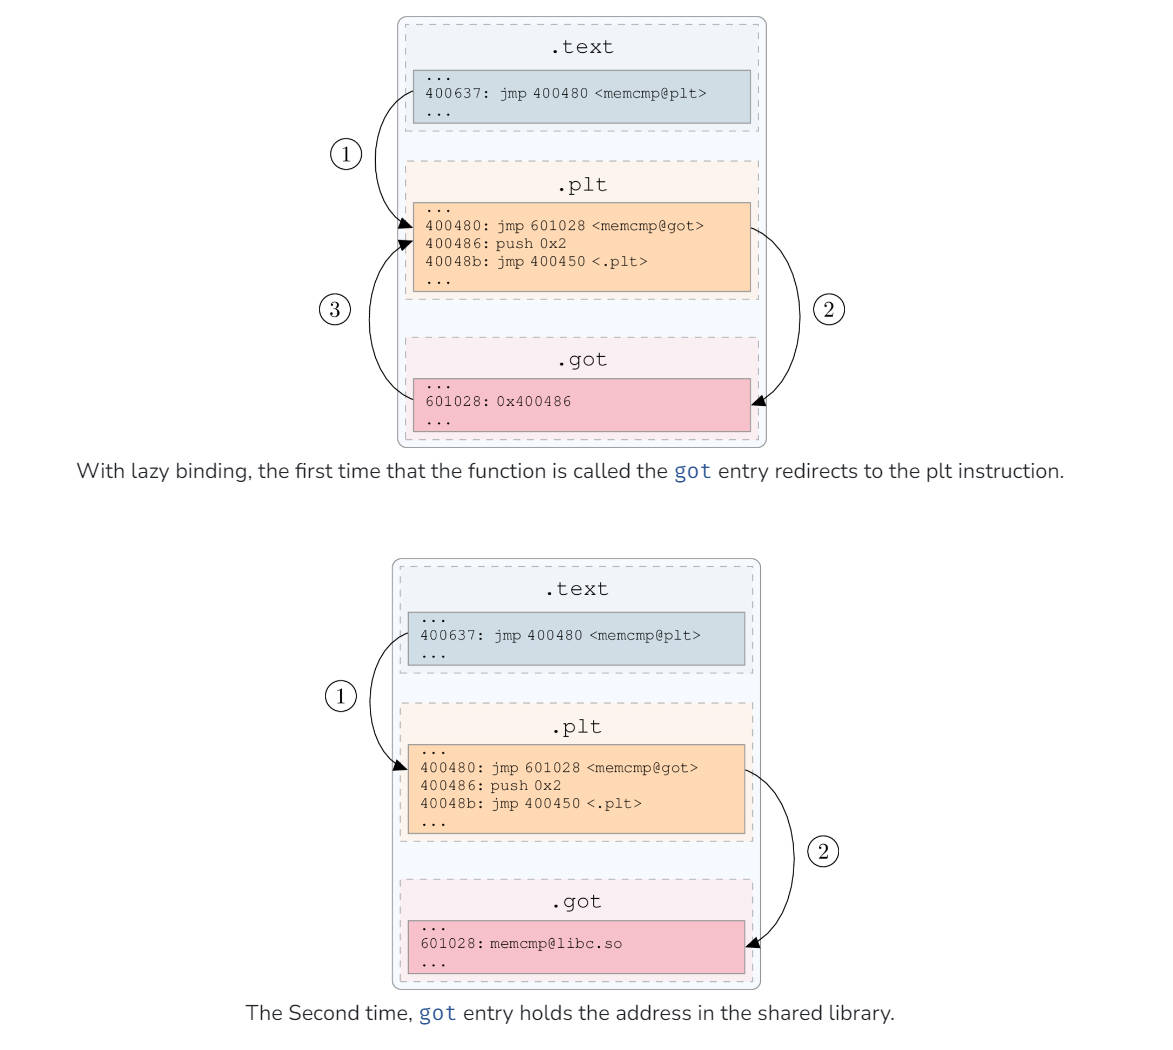 .text
...
400637: jmp 400480 <memcmp@plt>
...
1
.plt
...
400480: jmp 601028 <memcmp@got>
400486: push 0x2
40048b: jmp 400450 <.plt>
...
3
2
.got
...
601028: 0x400486
...
With lazy binding, the first time that the function is called the got entry redirects to the plt instruction.
.text
...
400637: jmp 400480 <memcmp@plt>
...
1
.plt
...
400480: jmp 601028 <memcmp@got>
400486: push 0x2
40048b: jmp 400450 <.plt>
...
2
.got
...
601028: memcmp@libc.so
...
The Second time, got entry holds the address in the shared library.